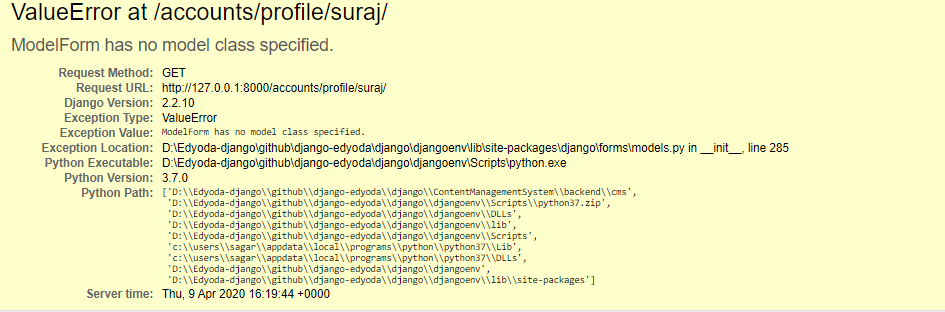 ValueError at /accounts/profile/suraj/
ModelForm has no model class specified.
Request Method: GET
Request URL: http://127.0.0.1:8000/accounts/profile/suraj/
Django Version: 2.2.10
Exception Type: ValueError
Exception Value: ModelForm has no model class specified.
Exception Location: D:\Edyoda-django\github\django-edyoda\django\djangoenv\lib\site-packages\django\forms\models.py in __init__, line 285
Python Executable: D:\Edyoda-django\github\django-edyoda\django\djangoenv\Scripts\python.exe
Python Version: 3.7.0
Python Path: ['D:\\Edyoda-django\\github\\django-edyoda\\django\\ContentManagementSystem\\backend\\cms',
'D:\\Edyoda-django\\github\\django-edyoda\\django\\djangoenv\\Scripts\\python37.zip',
'D:\\Edyoda-django\\github\\django-edyoda\\django\\djangoenv\\DLLs',
'D:\\Edyoda-django\\github\\django-edyoda\\django\\djangoenv\\lib',
'D:\\Edyoda-django\\github\\django-edyoda\\django\\djangoenv\\Scripts',
'c:\\users\\sagar\\appdata\\local\\programs\\python\\python37\\Lib',
'c:\\users\\sagar\\appdata\\local\\programs\\python\\python37\\DLLs',
'D:\\Edyoda-django\\github\\django-edyoda\\django\\djangoenv',
'D:\\Edyoda-django\\github\\django-edyoda\\django\\djangoenv\\lib\\site-packages']
Server time: Thu, 9 Apr 2020 16:19:44 +0000